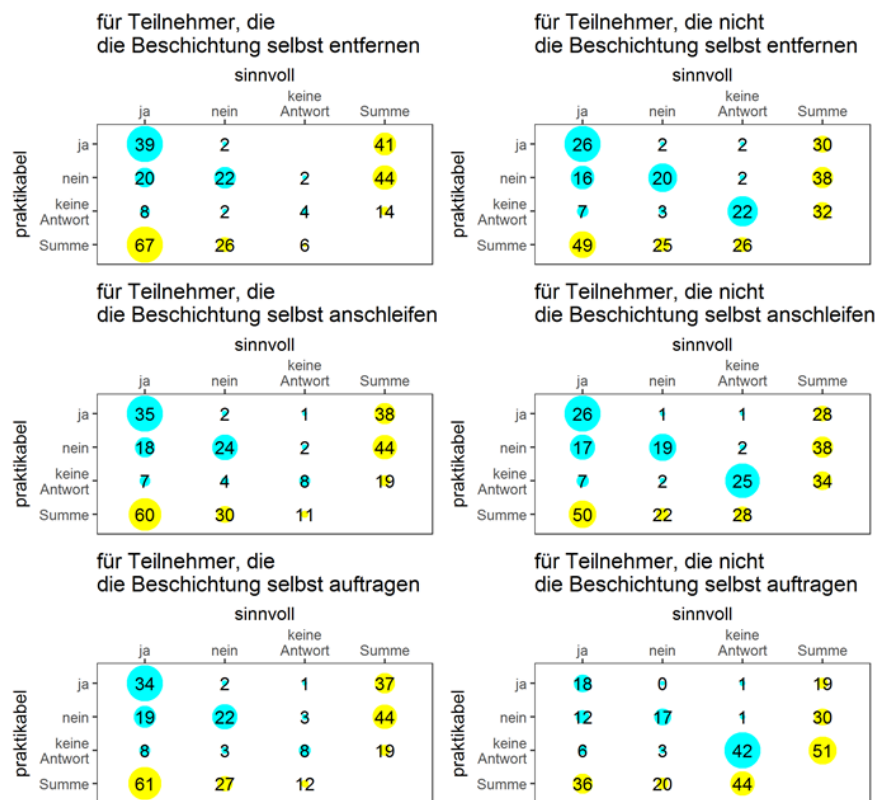 für Teilnehmer, die
die Beschichtung selbst entfernen
sinnvoll
ja nein keine Antwort Summe
praktikabel
ja 39 2 41
nein 20 22 2 44
keine Antwort 8 2 4 14
Summe 67 26 6
für Teilnehmer, die nicht
die Beschichtung selbst entfernen
sinnvoll
ja nein keine Antwort Summe
praktikabel
ja 26 2 2 30
nein 16 20 2 38
keine Antwort 7 3 22 32
Summe 49 25 26
für Teilnehmer, die
die Beschichtung selbst anschleifen
sinnvoll
ja nein keine Antwort Summe
praktikabel
ja 35 2 1 38
nein 18 24 2 44
keine Antwort 7 4 8 19
Summe 60 30 11
für Teilnehmer, die nicht
die Beschichtung selbst anschleifen
sinnvoll
ja nein keine Antwort Summe
praktikabel
ja 26 1 1 28
nein 17 19 2 38
keine Antwort 7 2 25 34
Summe 50 22 28
für Teilnehmer, die
die Beschichtung selbst auftragen
sinnvoll
ja nein keine Antwort Summe
praktikabel
ja 34 2 1 37
nein 19 22 3 44
keine Antwort 8 3 8 19
Summe 61 27 12
für Teilnehmer, die nicht
die Beschichtung selbst auftragen
sinnvoll
ja nein keine Antwort Summe
praktikabel
ja 18 0 1 19
nein 12 17 1 30
keine Antwort 6 3 42 51
Summe 36 20 44